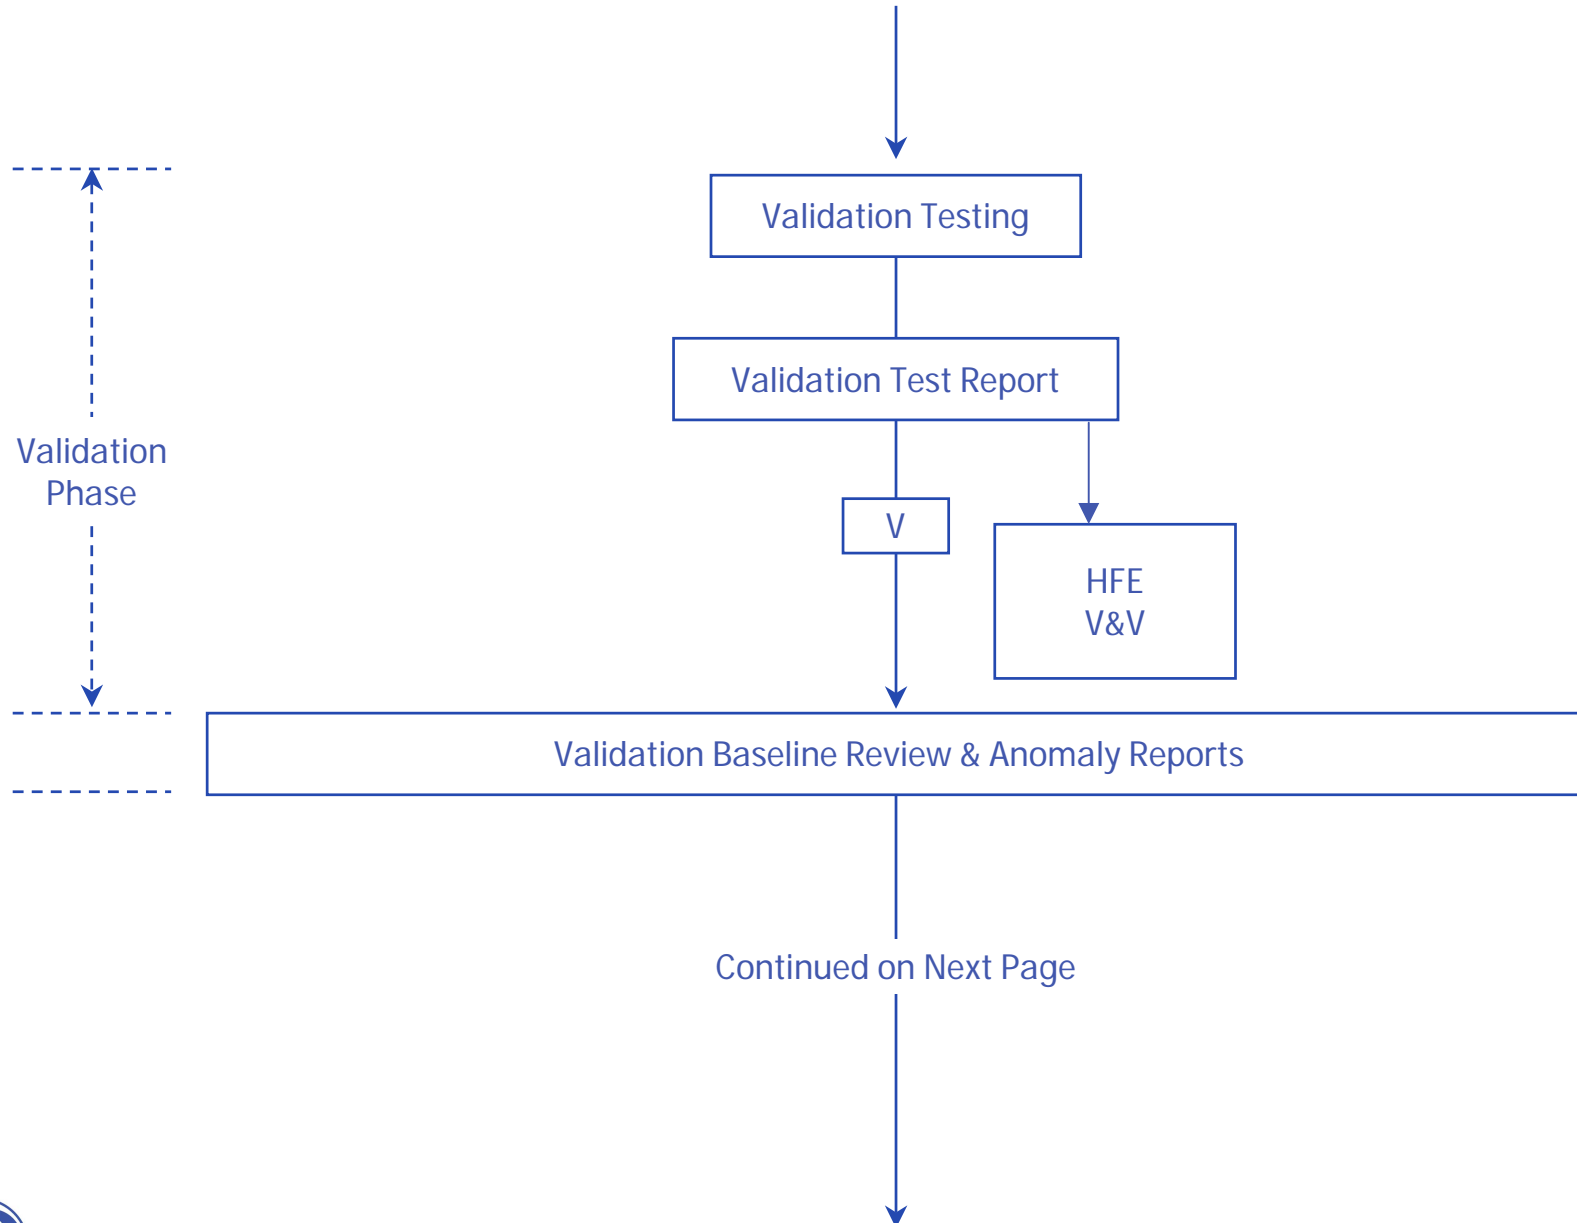 Validation Testing
Validation Test Report
Validation
Phase
V
HFE
V&V
Validation Baseline Review & Anomaly Reports
Continued on Next Page